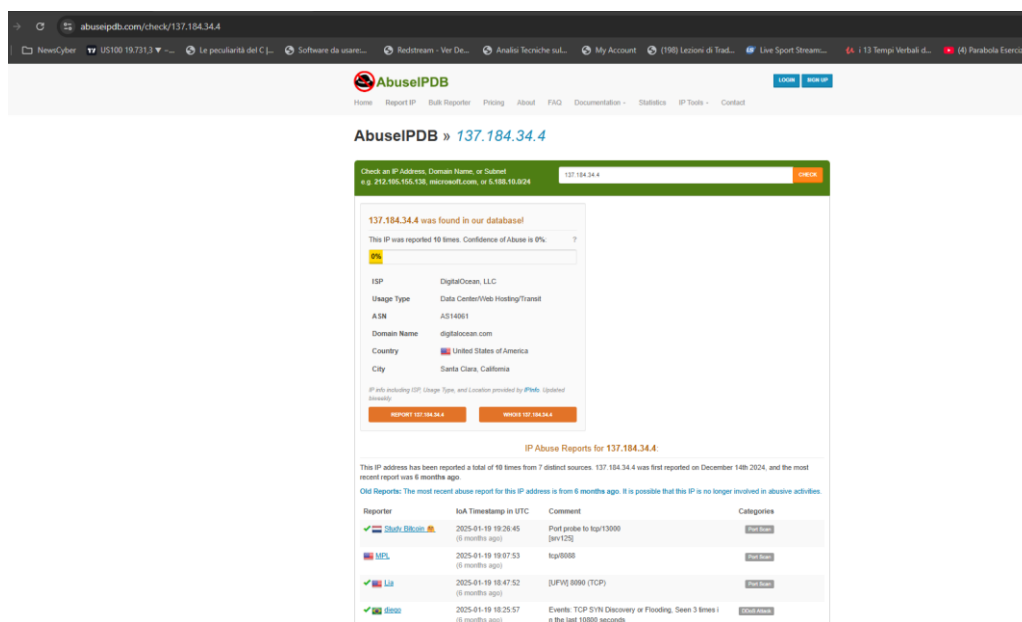 abuseipdb.com/check/137.184.34.4
NewsCyber US100 19.731,3 ▼ -... Le peculiarità del C |... Software da usare:... Redstream - Ver De... Analisi Tecniche sul... My Account (198) Lezioni di Trad... Live Sport Stream:... i 13 Tempi Verbali d... (4) Parabola Eserciz
AbuseIPDB
LOGIN SIGN UP
Home Report IP Bulk Reporter Pricing About FAQ Documentation Statistics IP Tools Contact
AbuseIPDB » 137.184.34.4
Check an IP Address, Domain Name, or Subnet
e.g. 212.105.155.138, microsoft.com, or 5.188.10.0/24
137.184.34.4 CHECK
137.184.34.4 was found in our database!
This IP was reported 10 times. Confidence of Abuse is 0%: ?
0%
ISP DigitalOcean, LLC
Usage Type Data Center/Web Hosting/Transit
ASN AS14061
Domain Name digitalocean.com
Country United States of America
City Santa Clara, California
IP info including ISP, Usage Type, and Location provided by IPInfo. Updated
biweekly.
REPORT 137.184.34.4 WHOIS 137.184.34.4
IP Abuse Reports for 137.184.34.4:
This IP address has been reported a total of 10 times from 7 distinct sources. 137.184.34.4 was first reported on December 14th 2024, and the most
recent report was 6 months ago.
Old Reports: The most recent abuse report for this IP address is from 6 months ago. It is possible that this IP is no longer involved in abusive activities.
Reporter IoA Timestamp in UTC Comment Categories
Study Bitcoin 2025-01-19 19:26:45 Port probe to tcp/13000 Port Scan
(6 months ago) [srv125]
MPL 2025-01-19 19:07:53 tcp/8088 Port Scan
(6 months ago)
Lia 2025-01-19 18:47:52 [UFW] 8090 (TCP) Port Scan
(6 months ago)
diego 2025-01-19 18:25:57 Events: TCP SYN Discovery or Flooding, Seen 3 times i DDoS Attack
(6 months ago) n the last 10800 seconds